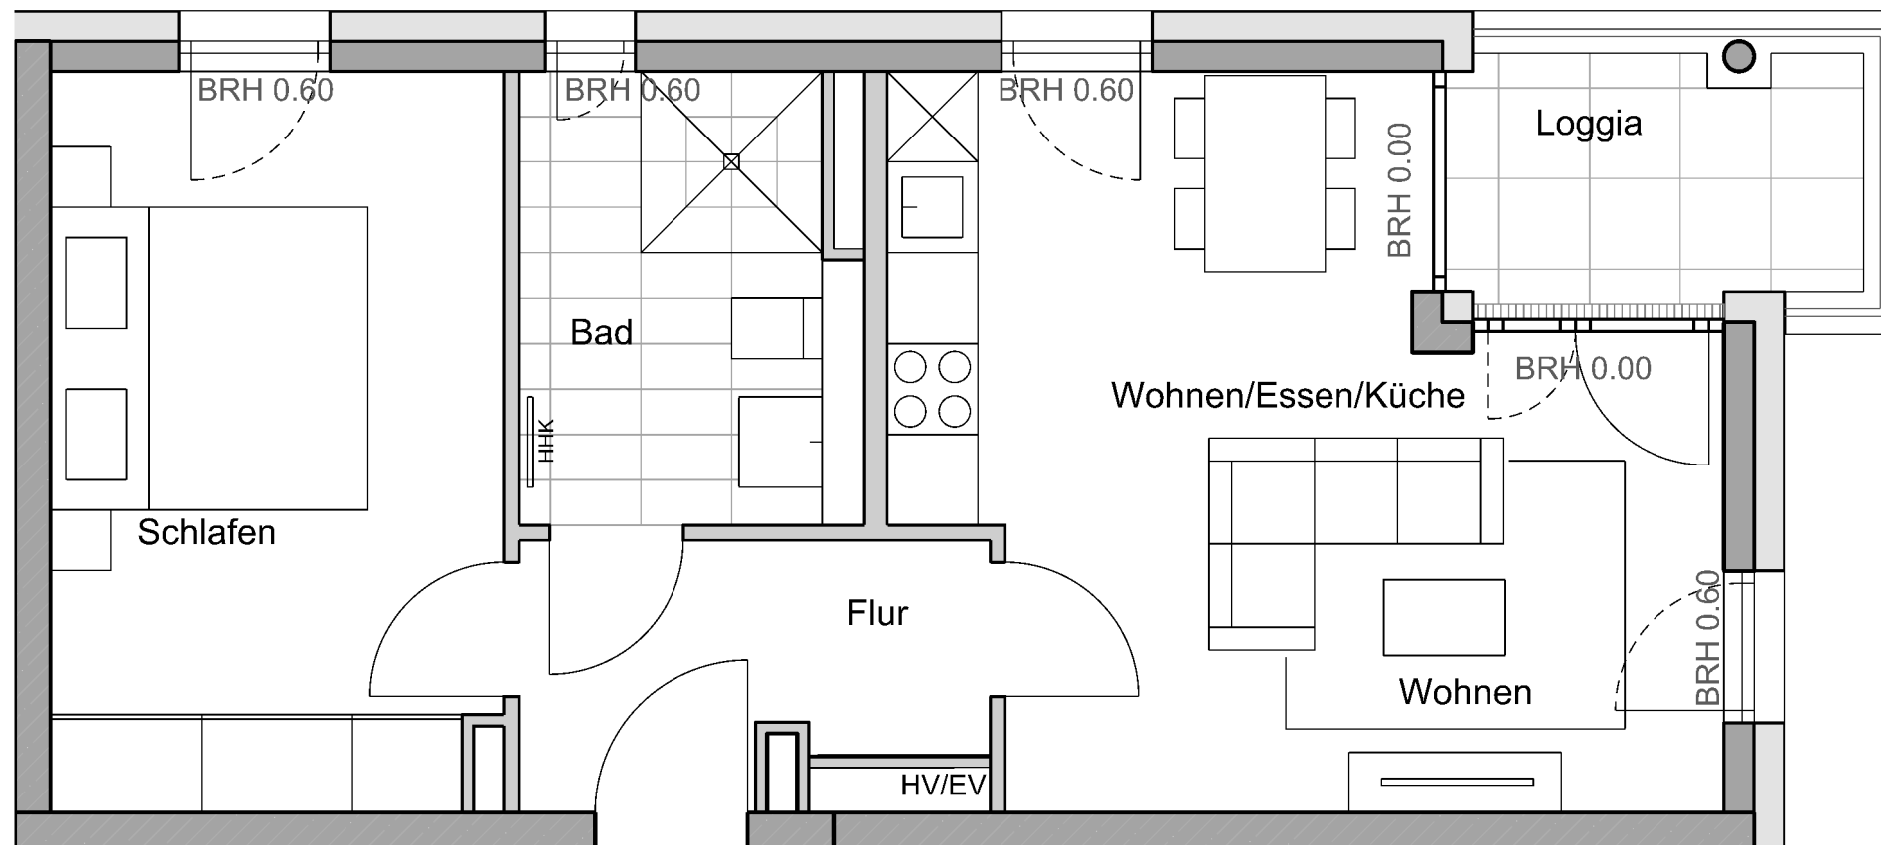 BRH 0.60
BRH 0.60
BRH 0.60
BRH 0.00
Loggia
Bad
BRH 0.00
Wohnen/Essen/Küche
HHK
Schlafen
Flur
BRH 0.60
Wohnen
HV/EV